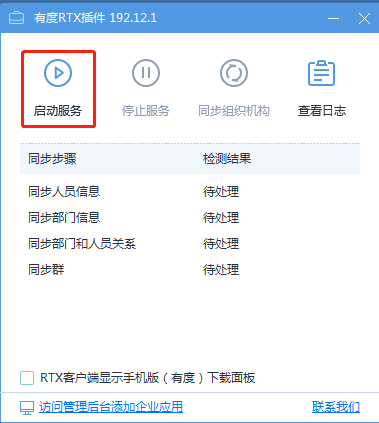 有度RTX插件 192.12.1
启动服务 停止服务 同步组织机构 查看日志
同步步骤 检测结果
同步人员信息 待处理
同步部门信息 待处理
同步部门和人员关系 待处理
同步群 待处理
RTX客户端显示手机版（有度）下载面板
访问管理后台添加企业应用 联系我们